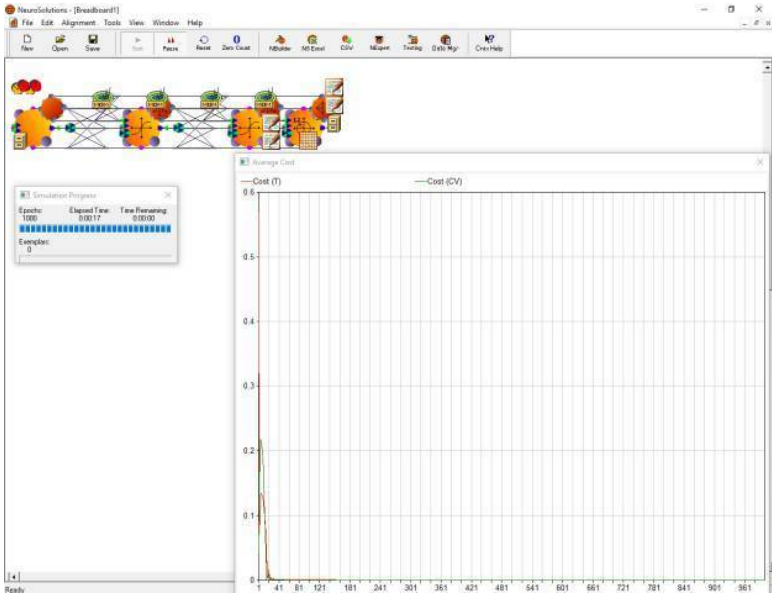 NeuroSolutions - [Breadboard1]
File Edit Alignment Tools View Window Help
New Open Save Pause Reset Zero Count NBuilder NS Excel CSW NExpert Testing Data Mgr Cntx Help
Average Cost
Cost (T) Cost (CV)
Simulation Progress
Epochs: Elapsed Time: Time Remaining:
1000 0:00:17 0:00:00
Exemplars:
0
0.6
0.5
0.4
0.3
0.2
0.1
0
1 41 81 121 181 241 301 361 421 481 541 601 661 721 781 841 901 961
Ready